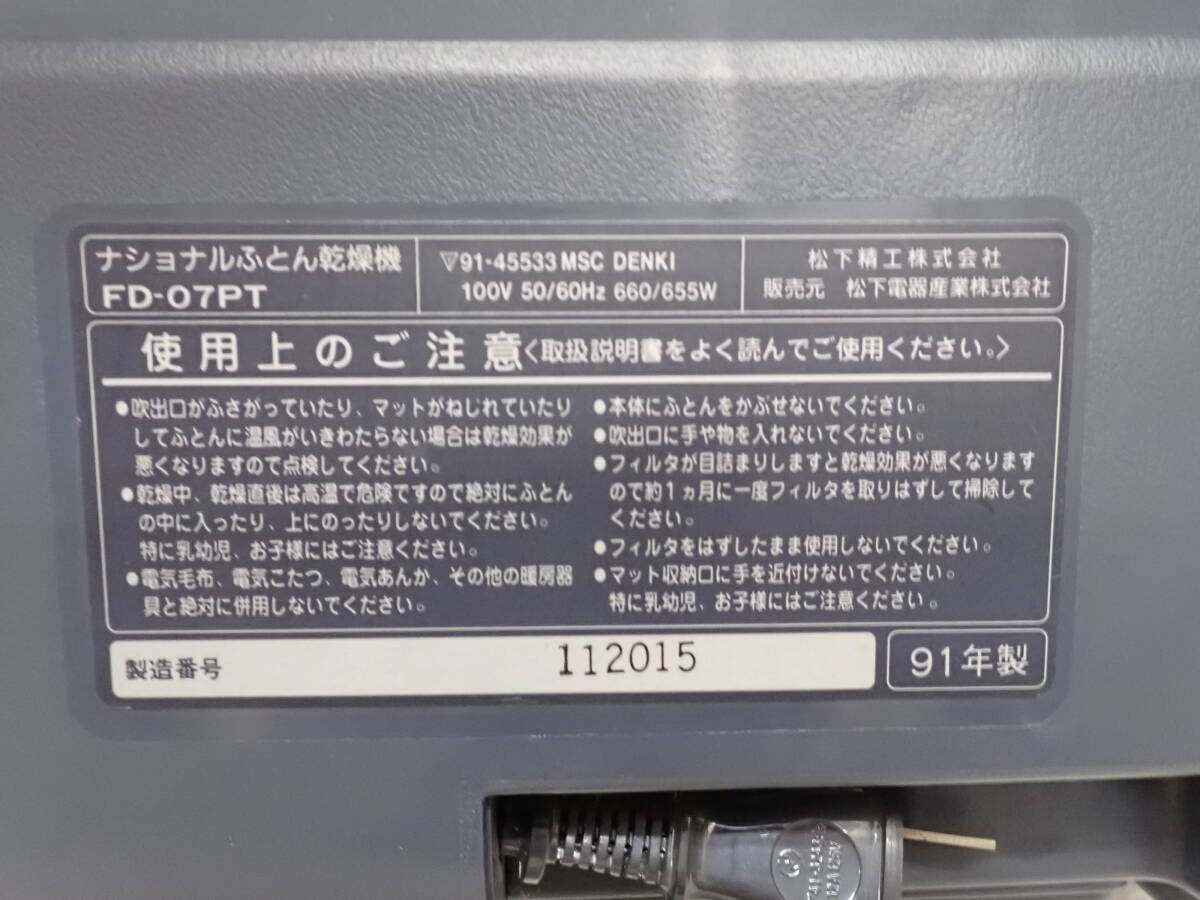 ナショナルふとん乾燥機
FD-07PT
▽91-45533 MSC DENKI
100V 50/60Hz 660/655W
松下精工株式会社
販売元 松下電器産業株式会社
使用上のご注意〈取扱説明書をよく読んでご使用ください。〉
●吹出口がふさがっていたり、マットがねじれていたり
してふとんに温風がいきわたらない場合は乾燥効果が
悪くなりますので点検してください。
●乾燥中、乾燥直後は高温で危険ですので絶対にふとん
の中に入ったり、上にのったりしないでください。
特に乳幼児、お子様にはご注意ください。
●電気毛布、電気こたつ、電気あんか、その他の暖房器
具と絶対に併用しないでください。
●本体にふとんをかぶせないでください。
●吹出口に手や物を入れないでください。
●フィルタが目詰まりしますと乾燥効果が悪くなります
ので約1ヵ月に一度フィルタを取りはずして掃除して
ください。
●フィルタをはずしたまま使用しないでください。
●マット収納口に手を近付けないでください。
特に乳幼児、お子様にはご注意ください。
製造番号 112015
91年製
12A 125V